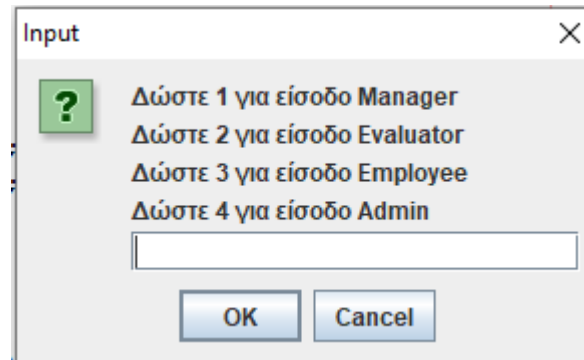 Input
Δώστε 1 για είσοδο Manager
Δώστε 2 για είσοδο Evaluator
Δώστε 3 για είσοδο Employee
Δώστε 4 για είσοδο Admin
OK Cancel